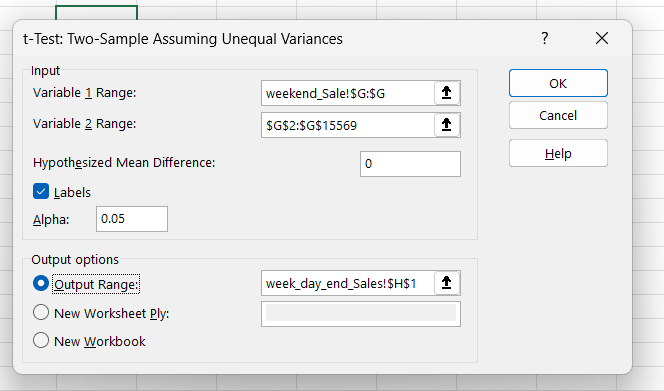 t-Test: Two-Sample Assuming Unequal Variances ?
Input
Variable 1 Range: weekend_Sale!$G:$G
Variable 2 Range: $G$2:$G$15569
Hypothesized Mean Difference: 0
Labels
Alpha: 0.05
Output options
Output Range: week_day_end_Sales!$H$1
New Worksheet Ply:
New Workbook
OK
Cancel
Help